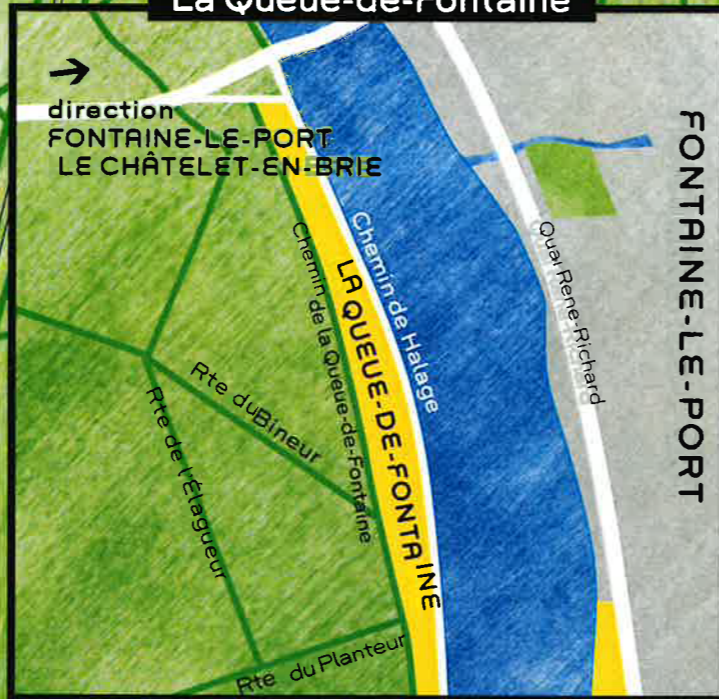 La Queue-de-Fontaine
direction
FONTAINE-LE-PORT
LE CHÂTELET-EN-BRIE
FONTAINE-LE-PORT
Chemin de Halage
LA QUEUE-DE-FONTAINE
Chemin de la Queue-de-Fontaine
Quai Rene-Richard
Rte du Bineur
Rte de l'Élagueur
Rte du Planteur